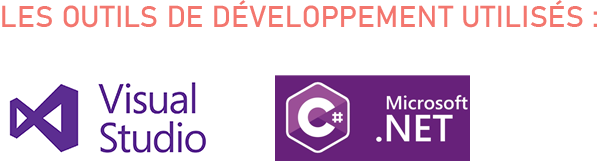 LES OUTILS DE DÉVELOPPEMENT UTILISÉS :
Visual
Studio
C#
Microsoft
.NET